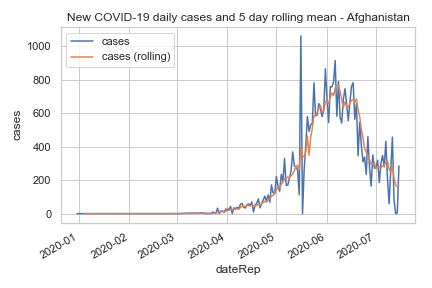 New COVID-19 daily cases and 5 day rolling mean - Afghanistan
cases
cases (rolling)
1000
800
600
400
200
0
cases
2020-01
2020-02
2020-03
2020-04
2020-05
2020-06
2020-07
dateRep